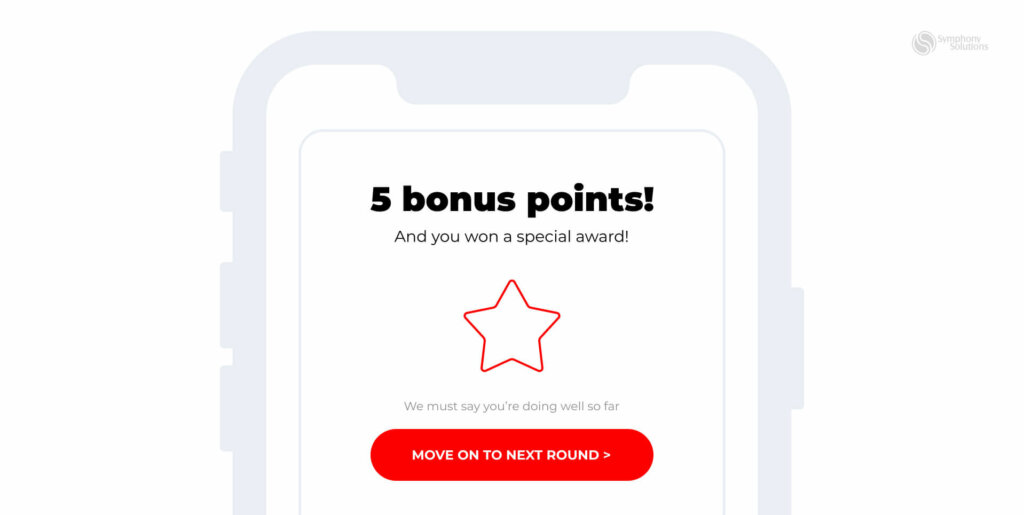 Symphony
Solutions
5 bonus points!
And you won a special award!
We must say you’re doing well so far
MOVE ON TO NEXT ROUND >